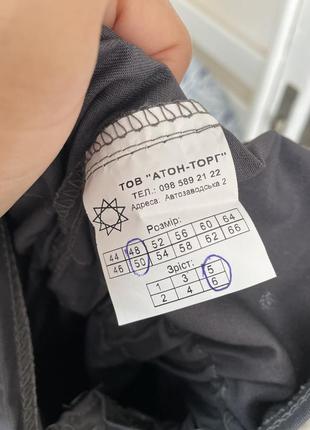 ТОВ "АТОН-ТОРГ"
ТЕЛ.: 098 589 21 22
Адреса: Автозаводська 2
Розмір:
44 48 52 56 60 64
46 50 54 58 62 66
Зріст:
1 3 5
2 4 6